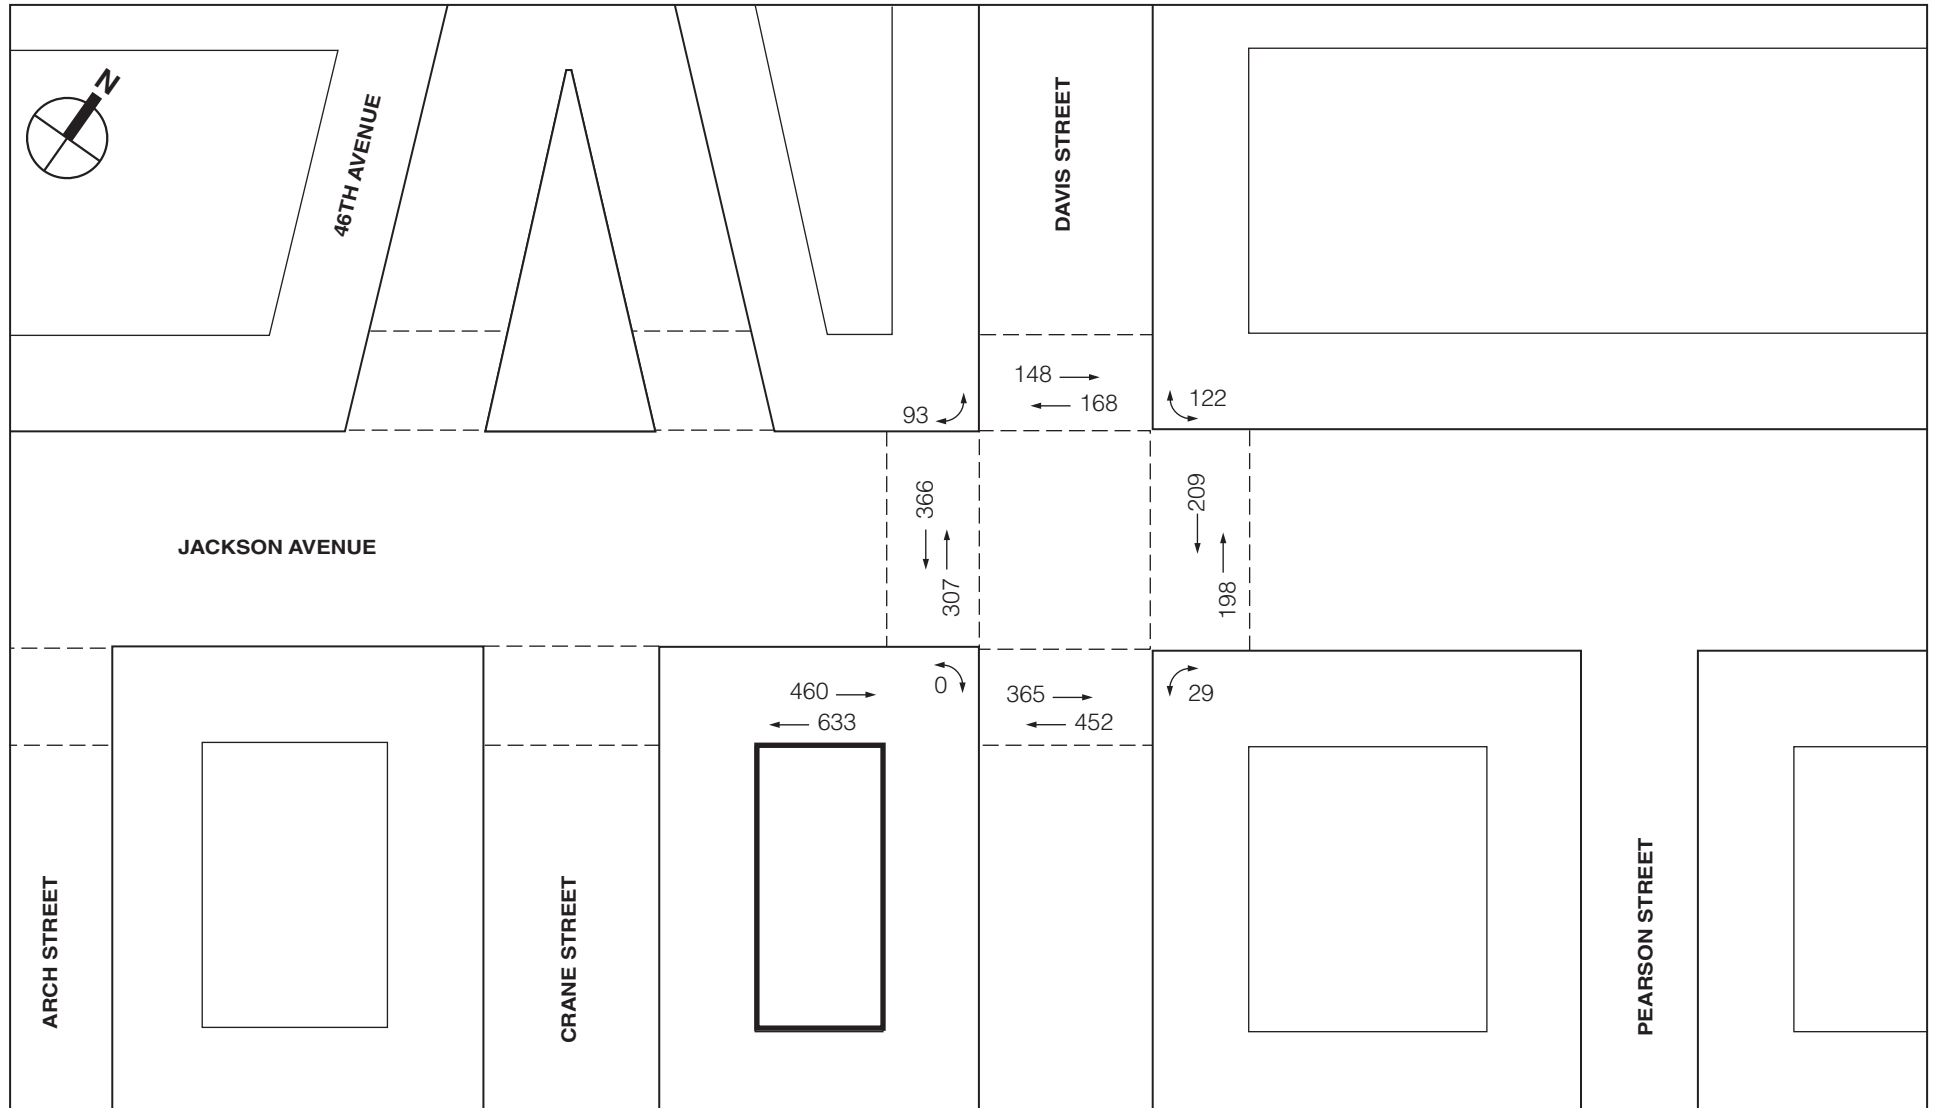 N
46TH AVENUE
DAVIS STREET
148
168
93
122
366
307
209
198
JACKSON AVENUE
460
633
0
365
452
29
ARCH STREET
CRANE STREET
PEARSON STREET